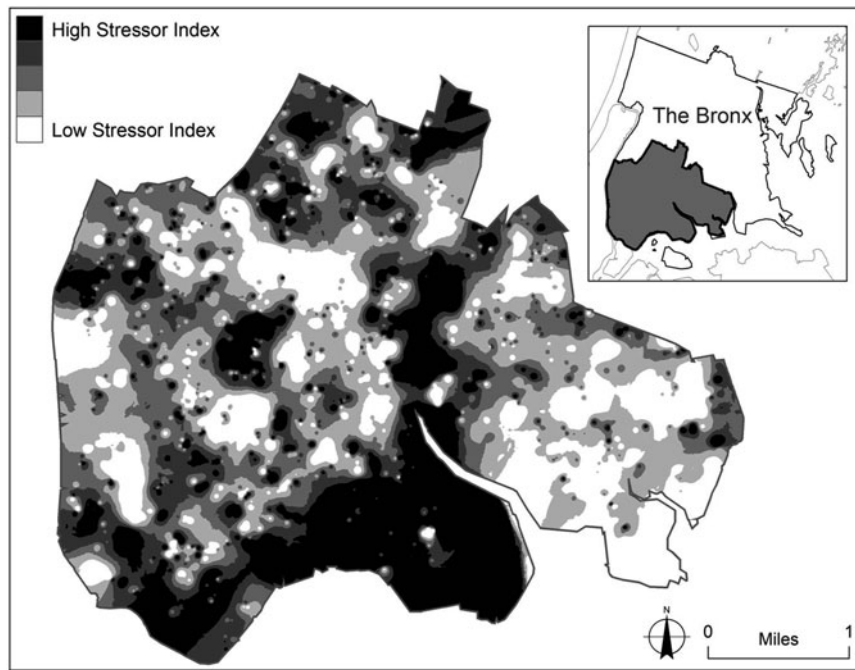 High Stressor Index
Low Stressor Index
The Bronx
N
0 Miles 1